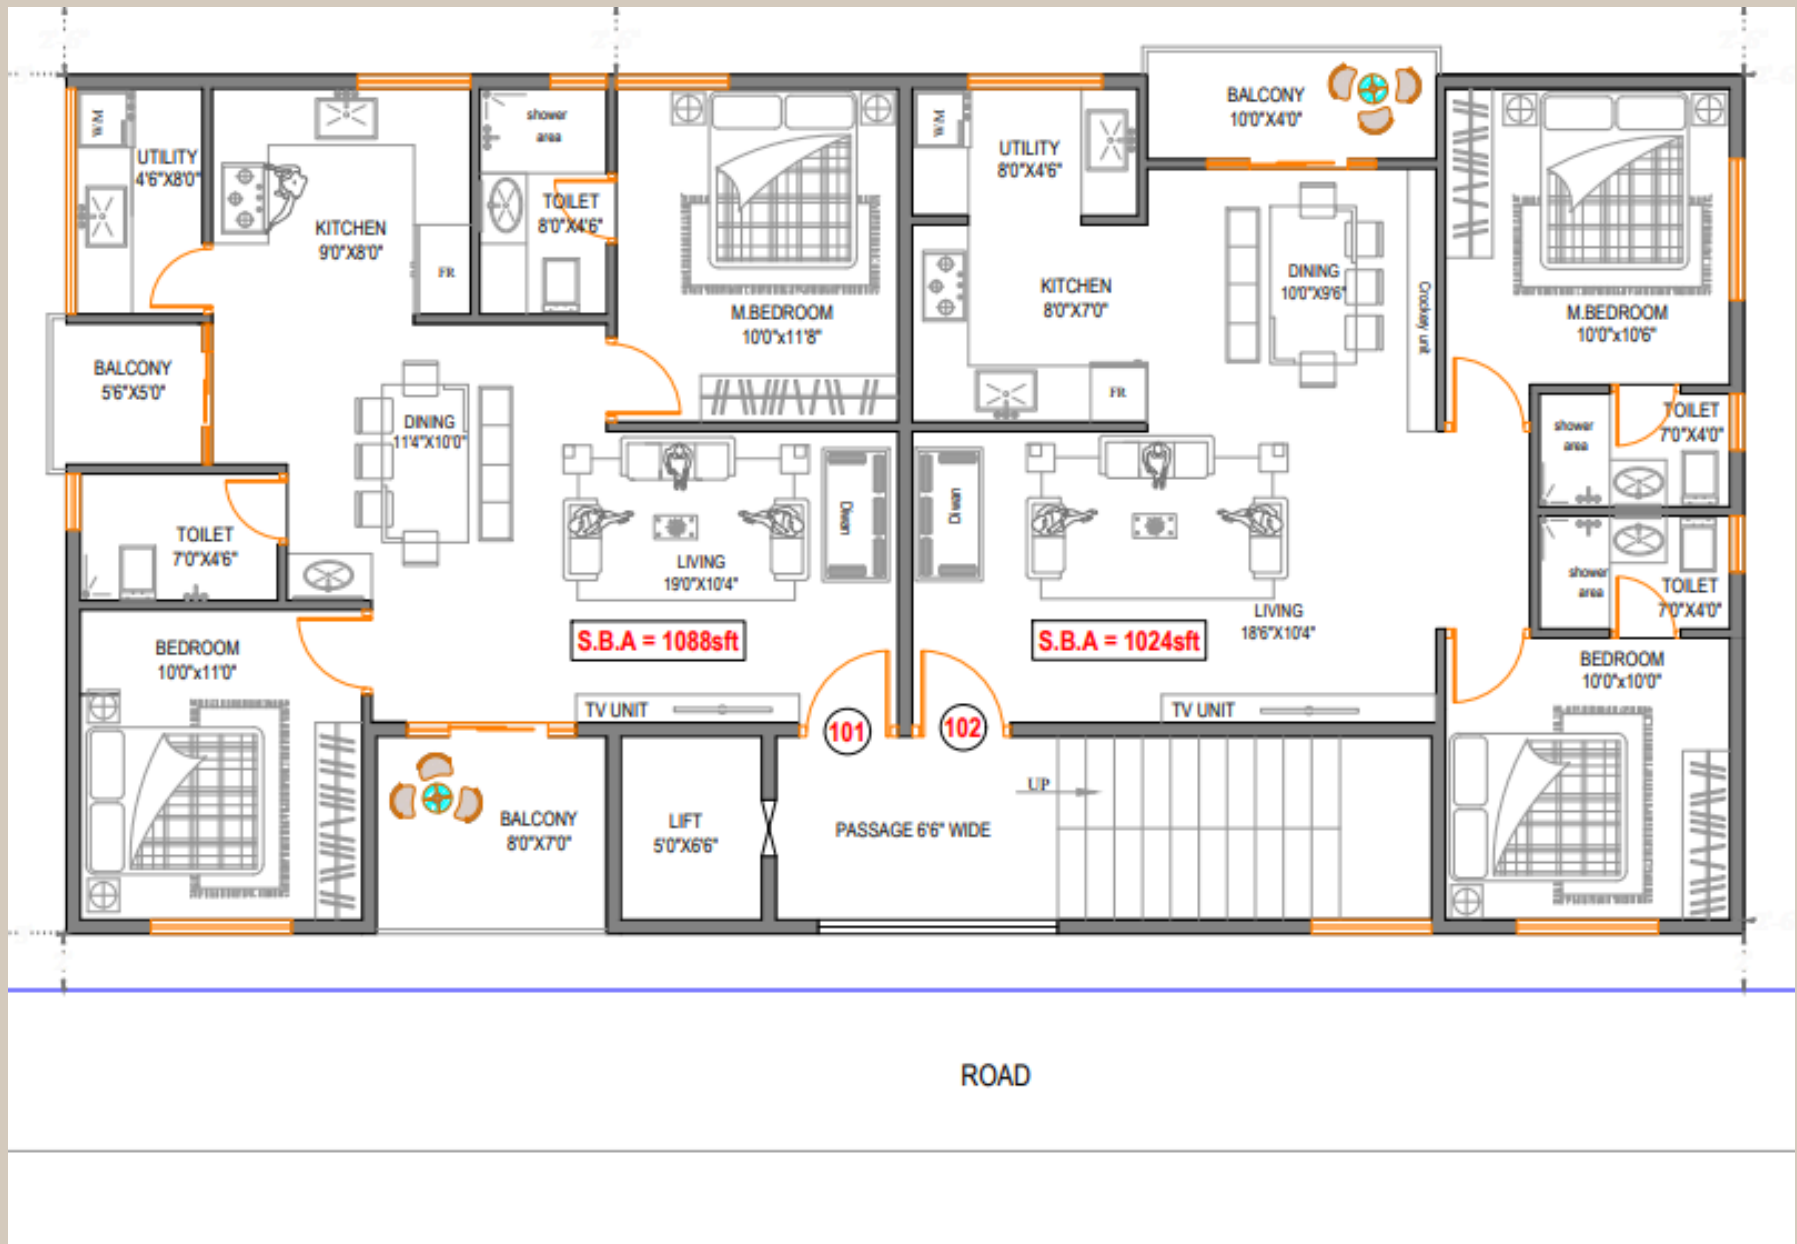 BALCONY
10'0"X4'0"
W.M
UTILITY
4'6"X8'0"
shower
area
TOILET
8'0"X4'6"
KITCHEN
9'0"X8'0"
FR
M.BEDROOM
10'0"x11'8"
W.M
UTILITY
8'0"X4'6"
KITCHEN
8'0"X7'0"
FR
DINING
10'0"X9'6"
Crockey unit
M.BEDROOM
10'0"x10'6"
BALCONY
5'6"X5'0"
DINING
11'4"X10'0"
TOILET
7'0"X4'0"
shower
area
TOILET
7'0"X4'6"
Diwan
Diwan
LIVING
19'0"X10'4"
LIVING
18'6"X10'4"
shower
area
TOILET
7'0"X4'0"
S.B.A = 1088sft
S.B.A = 1024sft
BEDROOM
10'0"x11'0"
BEDROOM
10'0"x10'0"
TV UNIT
TV UNIT
101
102
BALCONY
8'0"X7'0"
LIFT
5'0"X6'6"
PASSAGE 6'6" WIDE
UP
ROAD